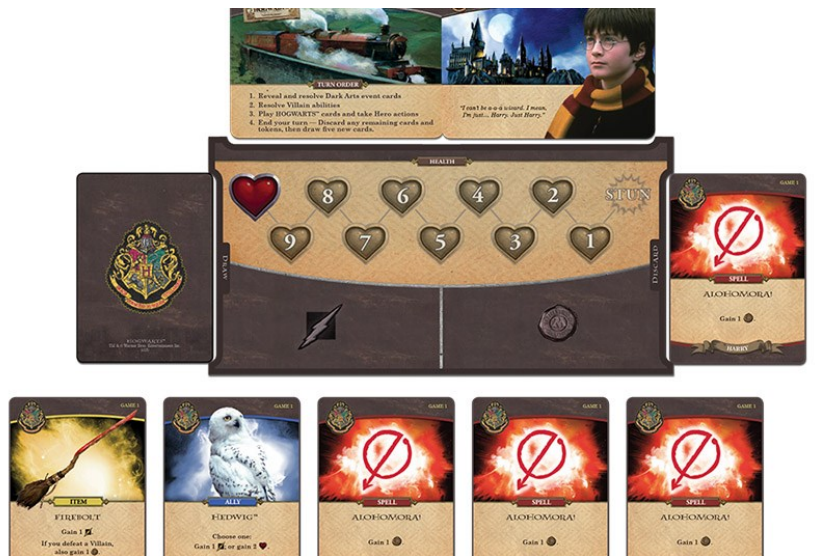 TURN ORDER
1. Reveal and resolve Dark Arts event cards
2. Resolve Villain abilities
3. Play HOGWARTS™ cards and take Hero actions
4. End your turn — Discard any remaining cards and
tokens, then draw five new cards.
"I can't be a-a-a wizard. I mean,
I'm just... Harry. Just Harry."
HEALTH
8
6
4
2
STUN
9
7
5
3
1
DRAW
DISCARD
HOGWARTS™
GAME 1
SPELL
ALOHOMORA!
Gain 1
HARRY
GAME 1
ITEM
FIREBOLT
Gain 1
If you defeat a Villain,
also gain 1
GAME 1
ALLY
HEDWIG™
Choose one:
Gain 1 ; or gain 2
GAME 1
SPELL
ALOHOMORA!
Gain 1
GAME 1
SPELL
ALOHOMORA!
Gain 1
GAME 1
SPELL
ALOHOMORA!
Gain 1